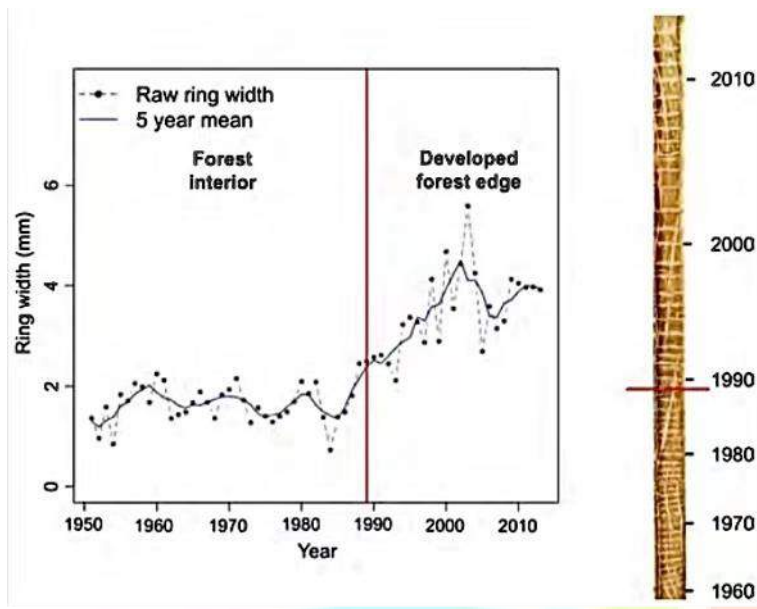 Raw ring width
5 year mean
Forest
interior
Developed
forest edge
Ring width (mm)
6
4
2
0
1950 1960 1970 1980 1990 2000 2010
Year
2010
2000
1990
1980
1970
1960